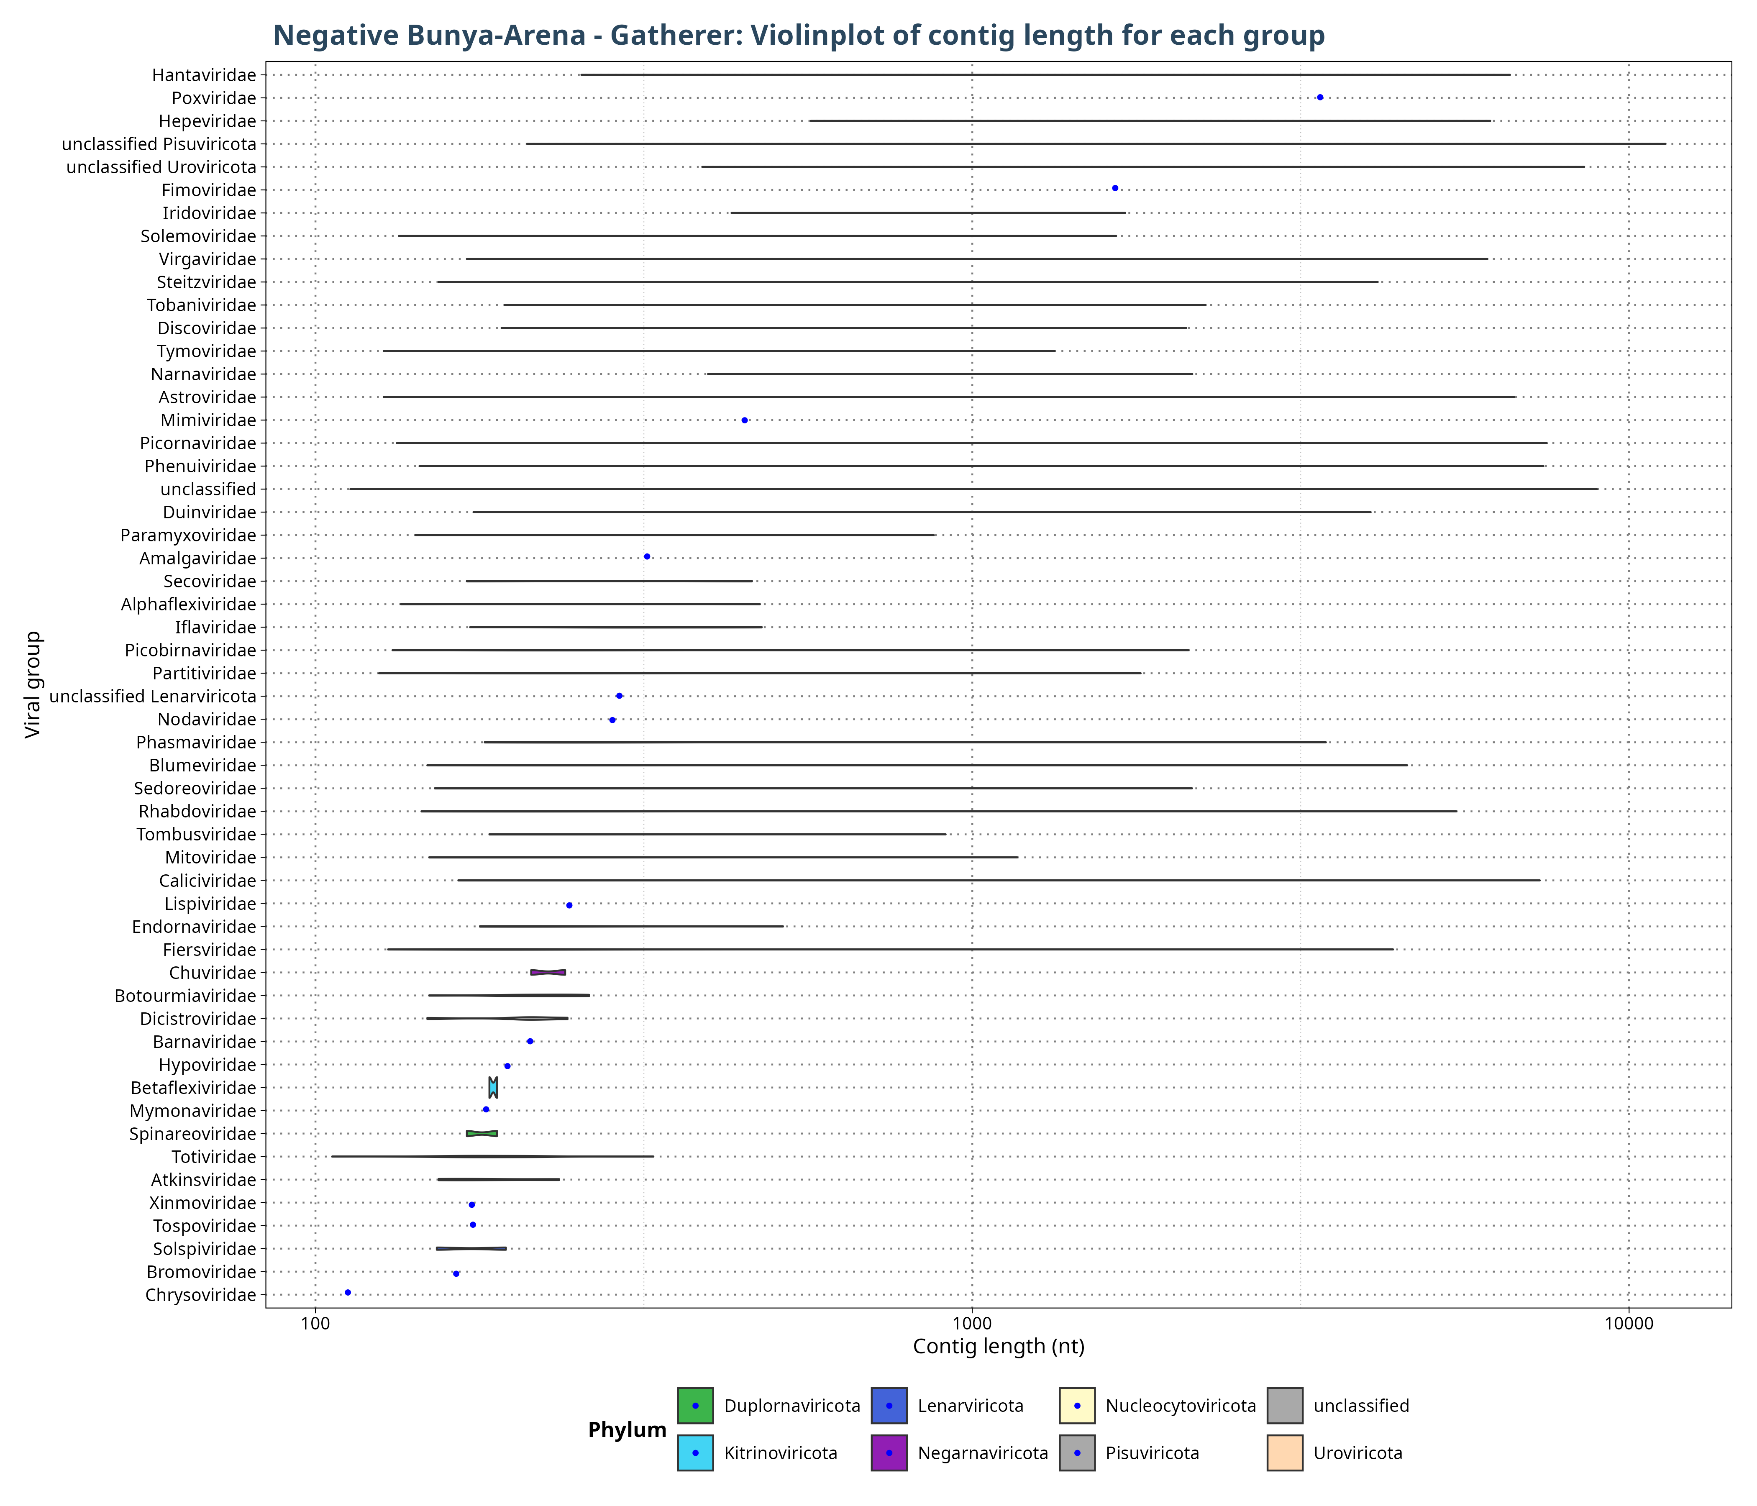 Negative Bunya-Arena - Gatherer: Violinplot of contig length for each group
Viral group
Hantaviridae
Poxviridae
Hepeviridae
unclassified Pisuviricota
unclassified Uroviricota
Fimoviridae
Iridoviridae
Solemoviridae
Virgaviridae
Steitzviridae
Tobaniviridae
Discoviridae
Tymoviridae
Narnaviridae
Astroviridae
Mimiviridae
Picornaviridae
Phenuiviridae
unclassified
Duinviridae
Paramyxoviridae
Amalgaviridae
Secoviridae
Alphaflexiviridae
Iflaviridae
Picobirnaviridae
Partitiviridae
unclassified Lenarviricota
Nodaviridae
Phasmaviridae
Blumeviridae
Sedoreoviridae
Rhabdoviridae
Tombusviridae
Mitoviridae
Caliciviridae
Lispiviridae
Endornaviridae
Fiersviridae
Chuviridae
Botourmiaviridae
Dicistroviridae
Barnaviridae
Hypoviridae
Betaflexiviridae
Mymonaviridae
Spinareoviridae
Totiviridae
Atkinsviridae
Xinmoviridae
Tospoviridae
Solspiviridae
Bromoviridae
Chrysoviridae
100 1000 10000
Contig length (nt)
Phylum
Duplornaviricota Lenarviricota Nucleocytoviricota unclassified
Kitrinoviricota Negarnaviricota Pisuviricota Uroviricota